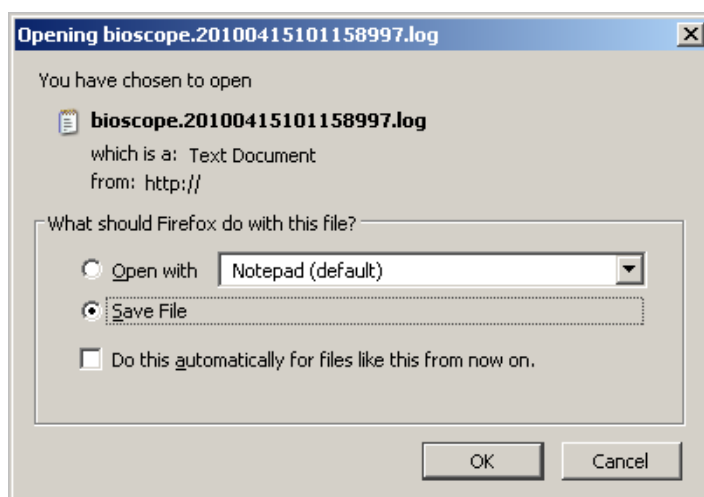 Opening bioscope.20100415101158997.log
You have chosen to open
bioscope.20100415101158997.log
which is a: Text Document
from: http://
What should Firefox do with this file?
Open with Notepad (default)
Save File
Do this automatically for files like this from now on.
OK Cancel